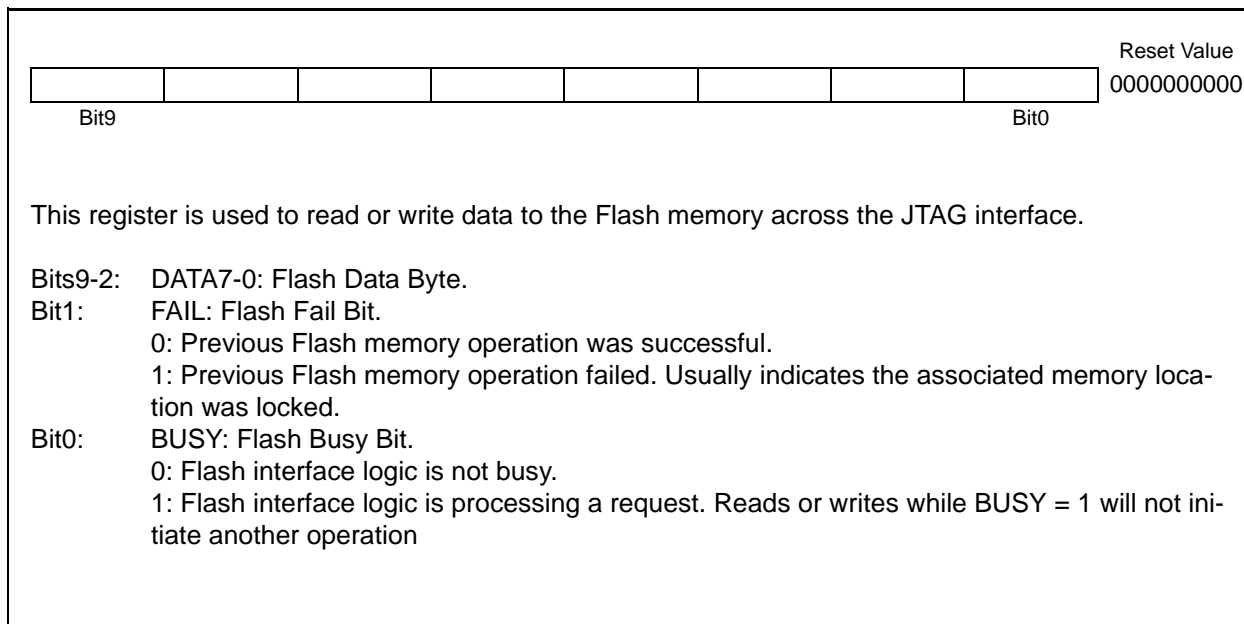 Reset Value
0000000000
Bit9 Bit0
This register is used to read or write data to the Flash memory across the JTAG interface.
Bits9-2: DATA7-0: Flash Data Byte.
Bit1: FAIL: Flash Fail Bit.
0: Previous Flash memory operation was successful.
1: Previous Flash memory operation failed. Usually indicates the associated memory loca-
tion was locked.
Bit0: BUSY: Flash Busy Bit.
0: Flash interface logic is not busy.
1: Flash interface logic is processing a request. Reads or writes while BUSY = 1 will not ini-
tiate another operation